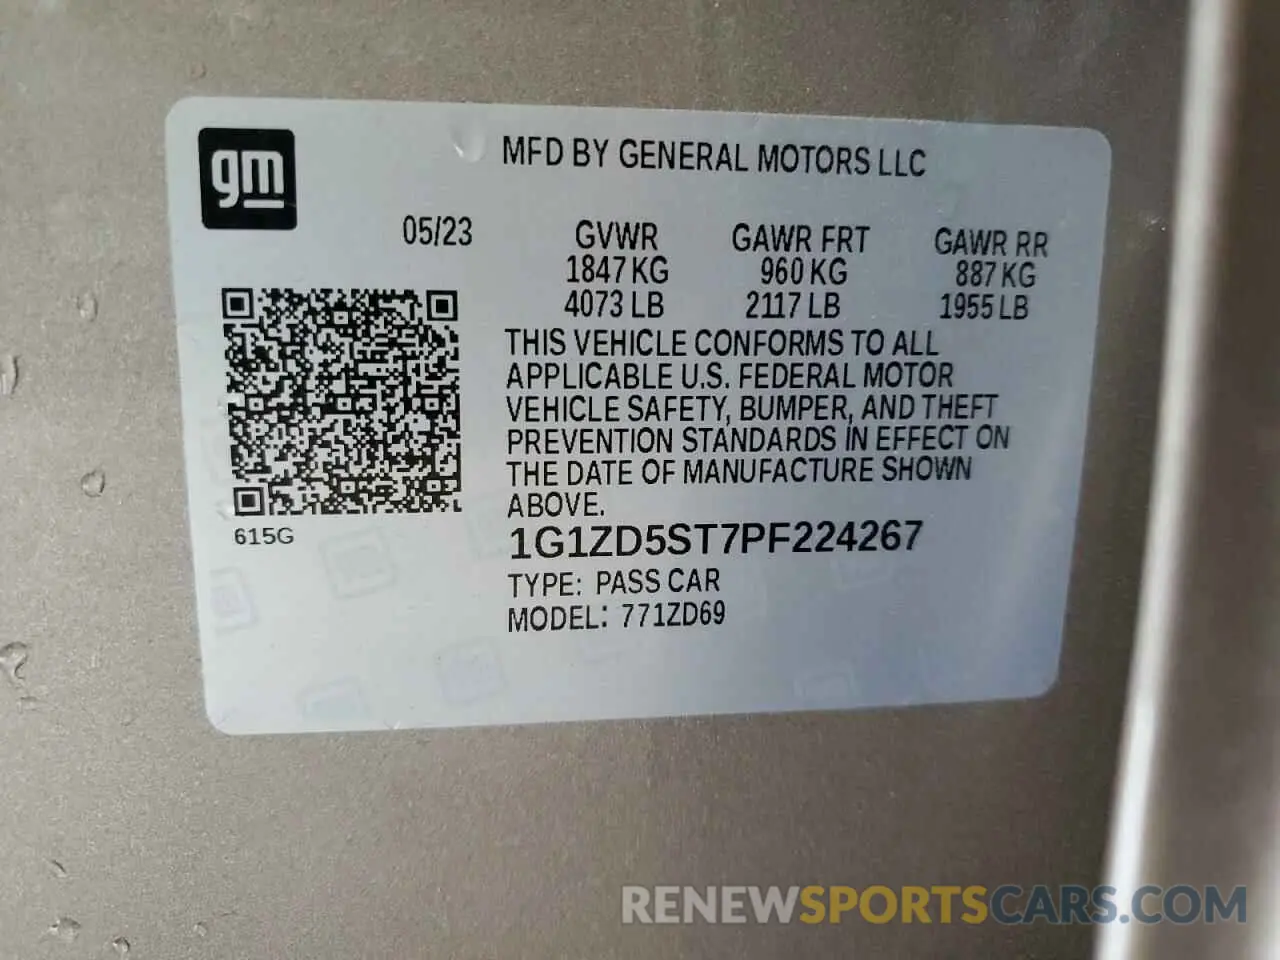 gm
MFD BY GENERAL MOTORS LLC
05/23
GVWR GAWR FRT GAWR RR
1847 KG 960 KG 887 KG
4073 LB 2117 LB 1955 LB
THIS VEHICLE CONFORMS TO ALL
APPLICABLE U.S. FEDERAL MOTOR
VEHICLE SAFETY, BUMPER, AND THEFT
PREVENTION STANDARDS IN EFFECT ON
THE DATE OF MANUFACTURE SHOWN
ABOVE.
615G
1G1ZD5ST7PF224267
TYPE: PASS CAR
MODEL: 771ZD69
RENEWSPORTSCARS.COM